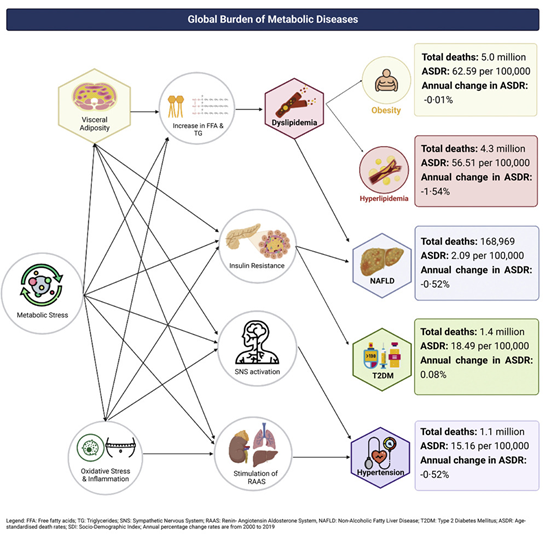 Global Burden of Metabolic Diseases
Visceral
Adiposity
Increase in FFA &
TG
Dyslipidemia
Obesity
Total deaths: 5.0 million
ASDR: 62.59 per 100,000
Annual change in ASDR:
-0·01%
Hyperlipidemia
Total deaths: 4.3 million
ASDR: 56.51 per 100,000
Annual change in ASDR:
-1·54%
Insulin Resistance
NAFLD
Total deaths: 168,969
ASDR: 2.09 per 100,000
Annual change in ASDR:
-0·52%
Metabolic Stress
SNS activation
T2DM
Total deaths: 1.4 million
ASDR: 18.49 per 100,000
Annual change in ASDR:
0.08%
Oxidative Stress
& Inflammation
Stimulation of
RAAS
Hypertension
Total deaths: 1.1 million
ASDR: 15.16 per 100,000
Annual change in ASDR:
-0·52%
Legend: FFA: Free fatty acids; TG: Triglycerides; SNS: Sympathetic Nervous System; RAAS: Renin- Angiotensin Aldosterone System, NAFLD: Non-Alcoholic Fatty Liver Disease; T2DM: Type 2 Diabetes Mellitus; ASDR: Age-
standardised death rates; SDI: Socio-Demographic Index; Annual percentage change rates are from 2000 to 2019